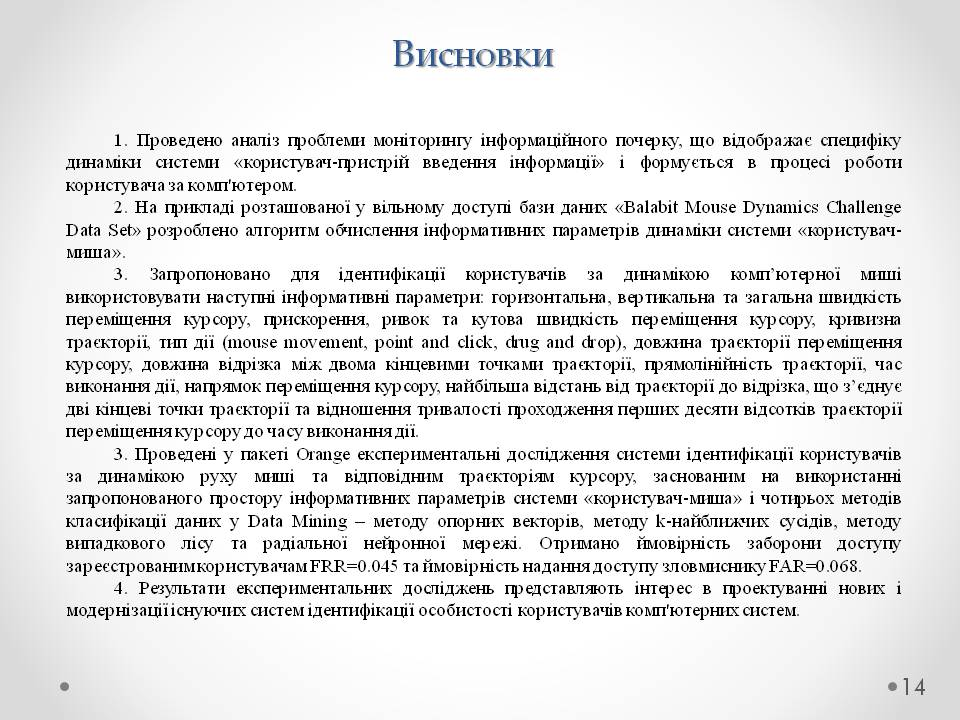 Висновки
1. Проведено аналіз проблеми моніторингу інформаційного почерку, що відображає специфіку
динаміки системи «користувач-пристрій введення інформації» і формується в процесі роботи
користувача за комп'ютером.
2. На прикладі розташованої у вільному доступі бази даних «Balabit Mouse Dynamics Challenge
Data Set» розроблено алгоритм обчислення інформативних параметрів динаміки системи «користувач-
миша».
3. Запропоновано для ідентифікації користувачів за динамікою комп’ютерної миші
використовувати наступні інформативні параметри: горизонтальна, вертикальна та загальна швидкість
переміщення курсору, прискорення, ривок та кутова швидкість переміщення курсору, кривизна
траєкторії, тип дії (mouse movement, point and click, drug and drop), довжина траєкторії переміщення
курсору, довжина відрізка між двома кінцевими точками траєкторії, прямолінійність траєкторії, час
виконання дії, напрямок переміщення курсору, найбільша відстань від траєкторії до відрізка, що з’єднує
дві кінцеві точки траєкторії та відношення тривалості проходження перших десяти відсотків траєкторії
переміщення курсору до часу виконання дії.
3. Проведені у пакеті Orange експериментальні дослідження системи ідентифікації користувачів
за динамікою руху миші та відповідним траєкторіям курсору, заснованим на використанні
запропонованого простору інформативних параметрів системи «користувач-миша» і чотирьох методів
класифікації даних у Data Mining – методу опорних векторів, методу k-найближчих сусідів, методу
випадкового лісу та радіальної нейронної мережі. Отримано ймовірність заборони доступу
зареєстрованим користувачам FRR=0.045 та ймовірність надання доступу зловмиснику FAR=0.068.
4. Результати експериментальних досліджень представляють інтерес в проектуванні нових і
модернізації існуючих систем ідентифікації особистості користувачів комп'ютерних систем.
14